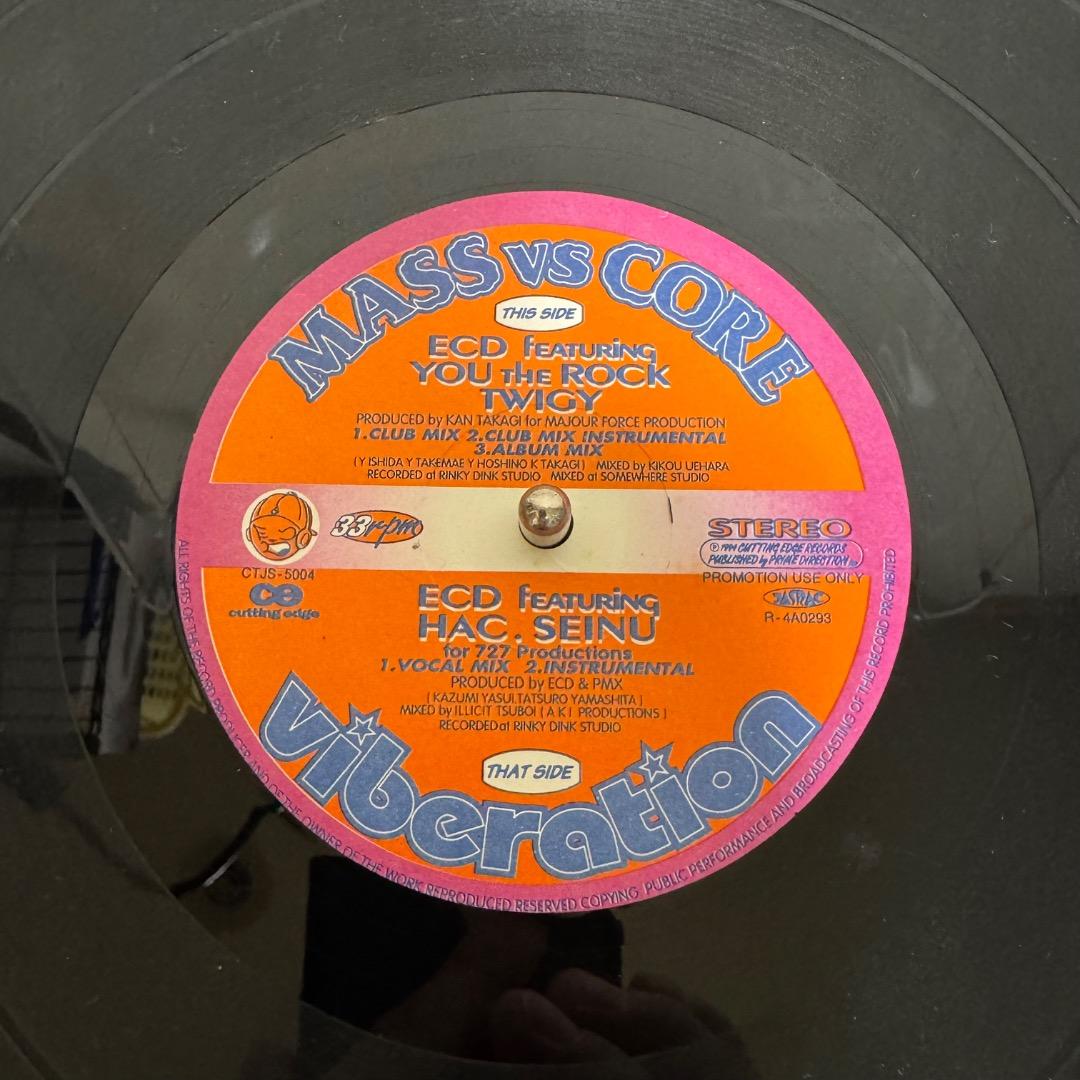 MASS VS CORE
THIS SIDE
ECD FEATURING
YOU THE ROCK
TWIGY
PRODUCED by KAN TAKAGI for MAJOUR FORCE PRODUCTION
1.CLUB MIX 2.CLUB MIX INSTRUMENTAL
3.ALBUM MIX
(Y ISHIDA Y TAKEMAE Y HOSHINO K TAKAGI) MIXED by KIKOU UEHARA
RECORDED at RINKY DINK STUDIO MIXED at SOMEWHERE STUDIO
33rpm
STEREO
℗ 1994 CUTTING EDGE RECORDS
PUBLISHED by PRIME DIRECTION
PROMOTION USE ONLY
JASRAC
R-4A0293
CTJS-5004
ce
cutting edge
ECD FEATURING
HAC. SEINU
for 727 Productions
1.VOCAL MIX 2.INSTRUMENTAL
PRODUCED by ECD & PMX
(KAZUMI YASUI.TATSURO YAMASHITA)
MIXED by ILLICIT TSUBOI (A K I PRODUCTIONS)
RECORDED at RINKY DINK STUDIO
THAT SIDE
Viberation
ALL RIGHTS OF THE RECORD PRODUCER AND OF THE OWNER OF THE WORK REPRODUCED RESERVED COPYING. PUBLIC PERFORMANCE AND BROADCASTING OF THIS RECORD PROHIBITED